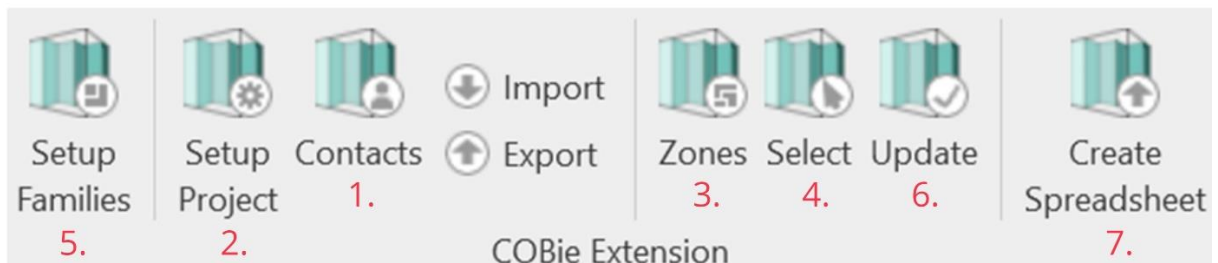 Import
Setup Setup Contacts Export Zones Select Update Create
Families Project 1. 3. 4. 6. Spreadsheet
5. 2. 7.
COBie Extension